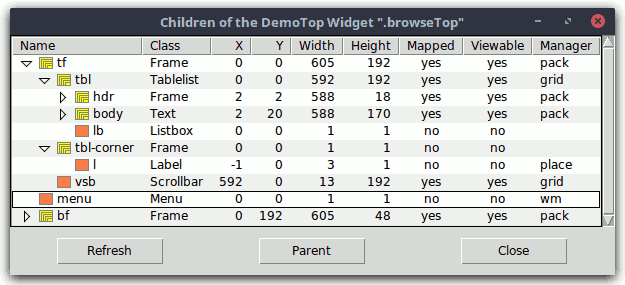 Children of the DemoTop Widget ".browseTop"
Name Class X Y Width Height Mapped Viewable Manager
tf Frame 0 0 605 192 yes yes pack
tbl Tablelist 0 0 592 192 yes yes grid
hdr Frame 2 2 588 18 yes yes pack
body Text 2 20 588 170 yes yes pack
lb Listbox 0 0 1 1 no no
tbl-corner Frame 0 0 1 1 no no
l Label -1 0 3 1 no no place
vsb Scrollbar 592 0 13 192 yes yes grid
menu Menu 0 0 1 1 no no wm
bf Frame 0 192 605 48 yes yes pack
Refresh Parent Close